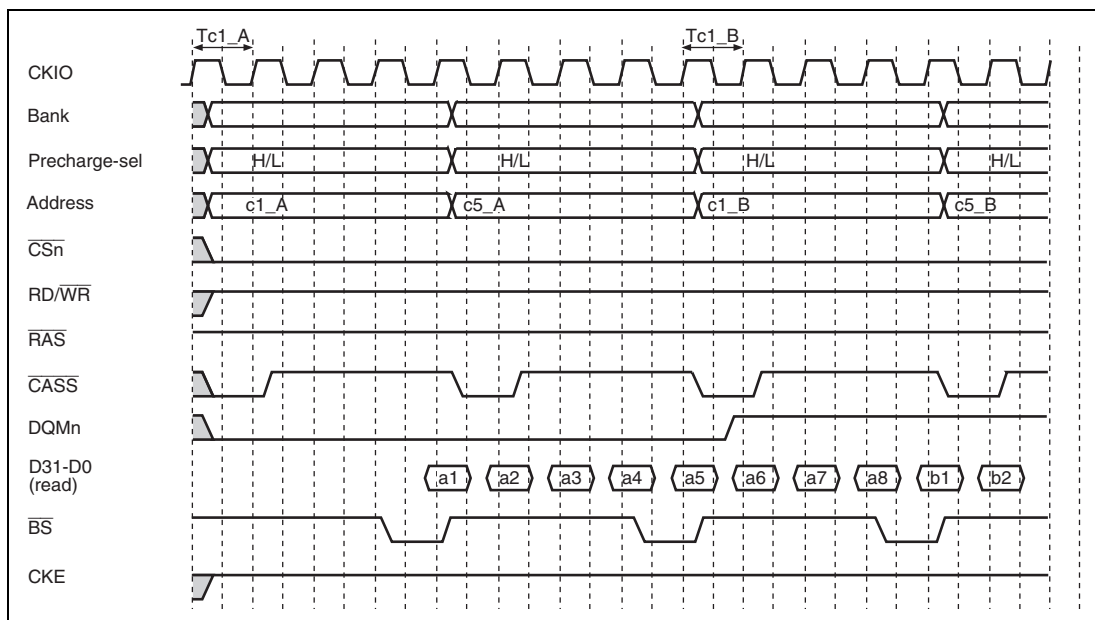 Tc1_A Tc1_B
CKIO
Bank
Precharge-sel H/L H/L H/L H/L
Address c1_A c5_A c1_B c5_B
CSn
RD/WR
RAS
CASS
DQMn
D31-D0
(read) a1 a2 a3 a4 a5 a6 a7 a8 b1 b2
BS
CKE